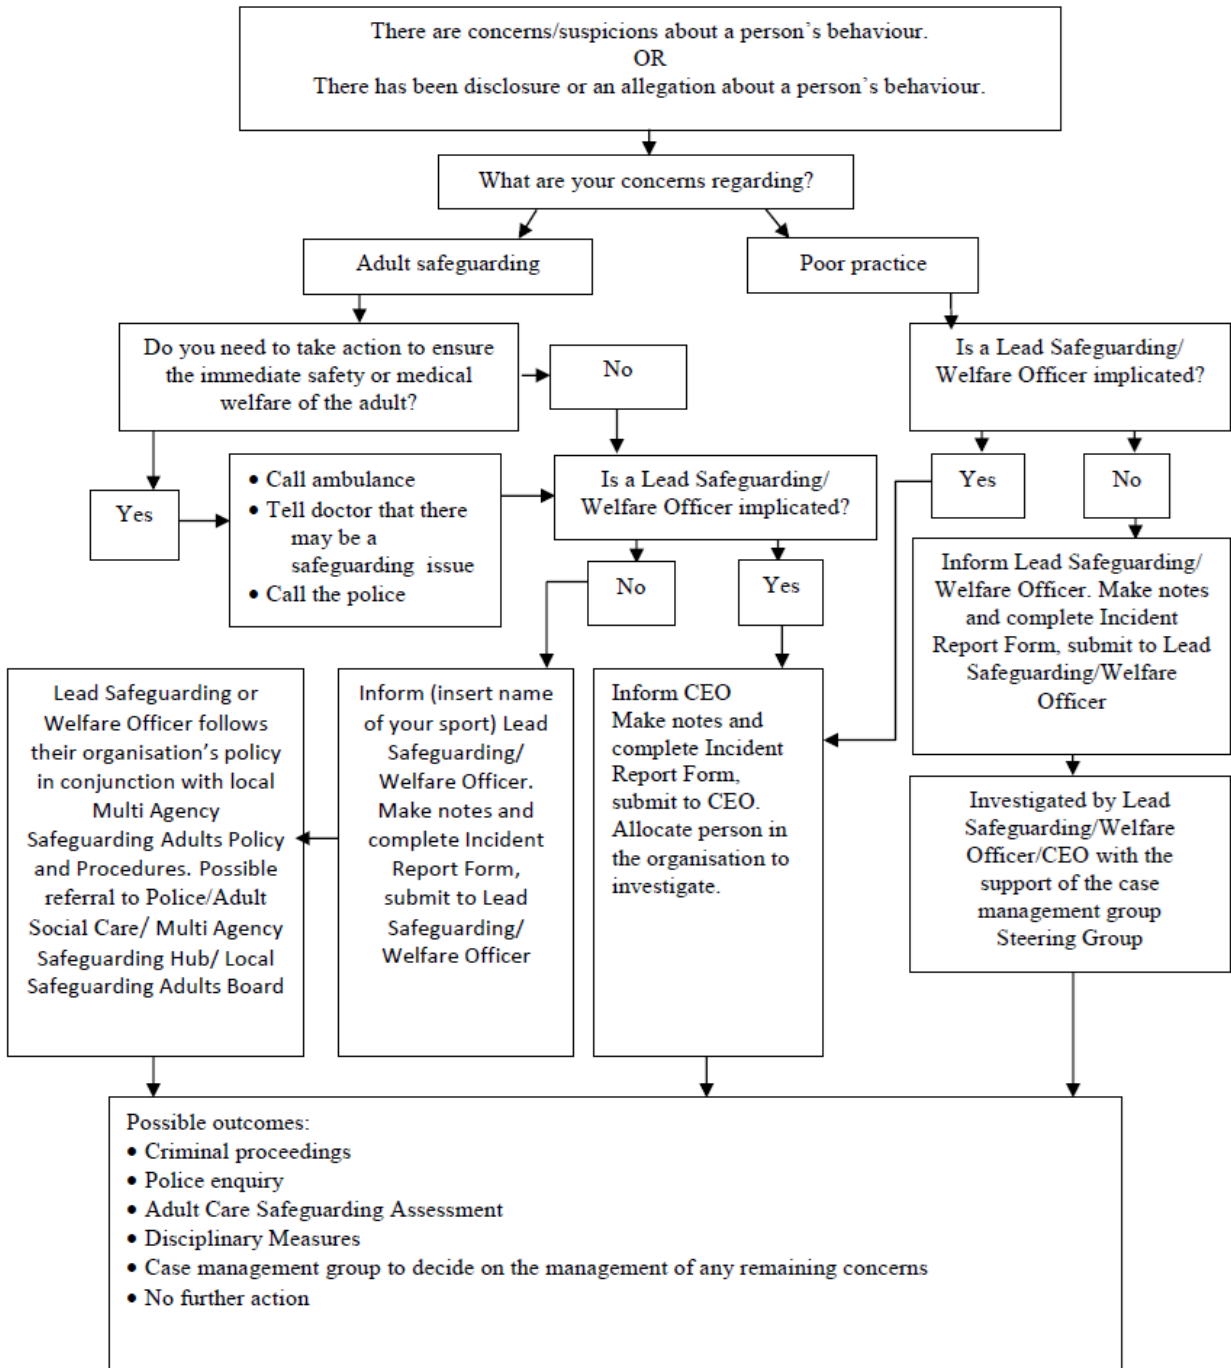 There are concerns/suspicions about a person’s behaviour.
OR
There has been disclosure or an allegation about a person’s behaviour.
What are your concerns regarding?
Adult safeguarding
Poor practice
Do you need to take action to ensure
the immediate safety or medical
welfare of the adult?
No
Is a Lead Safeguarding/
Welfare Officer implicated?
Yes
• Call ambulance
• Tell doctor that there
may be a
safeguarding issue
• Call the police
Is a Lead Safeguarding/
Welfare Officer implicated?
Yes
No
No
Yes
Inform Lead Safeguarding/
Welfare Officer. Make notes
and complete Incident
Report Form, submit to Lead
Safeguarding/Welfare
Officer
Lead Safeguarding or
Welfare Officer follows
their organisation’s policy
in conjunction with local
Multi Agency
Safeguarding Adults Policy
and Procedures. Possible
referral to Police/Adult
Social Care/ Multi Agency
Safeguarding Hub/ Local
Safeguarding Adults Board
Inform (insert name
of your sport) Lead
Safeguarding/
Welfare Officer.
Make notes and
complete Incident
Report Form,
submit to Lead
Safeguarding/
Welfare Officer
Inform CEO
Make notes and
complete Incident
Report Form,
submit to CEO.
Allocate person in
the organisation to
investigate.
Investigated by Lead
Safeguarding/Welfare
Officer/CEO with the
support of the case
management group
Steering Group
Possible outcomes:
• Criminal proceedings
• Police enquiry
• Adult Care Safeguarding Assessment
• Disciplinary Measures
• Case management group to decide on the management of any remaining concerns
• No further action